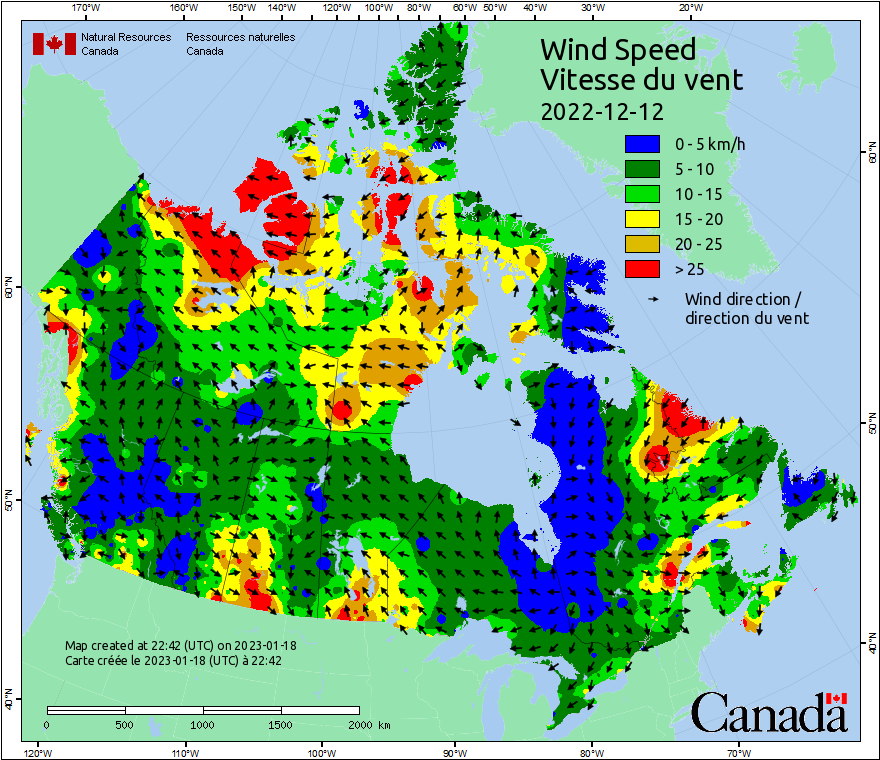 170°W 160°W 150°W 140°W 120°W 100°W 80°W 60°W 50°W 40°W 30°W 20°W
Natural Resources Canada
Ressources naturelles Canada
Wind Speed
Vitesse du vent
2022-12-12
0 - 5 km/h
5 - 10
10 - 15
15 - 20
20 - 25
> 25
Wind direction /
direction du vent
60°N
60°N
50°N
50°N
40°N
40°N
Map created at 22:42 (UTC) on 2023-01-18
Carte créée le 2023-01-18 (UTC) à 22:42
0 500 1000 1500 2000 km
Canada
120°W 110°W 100°W 90°W 80°W 70°W